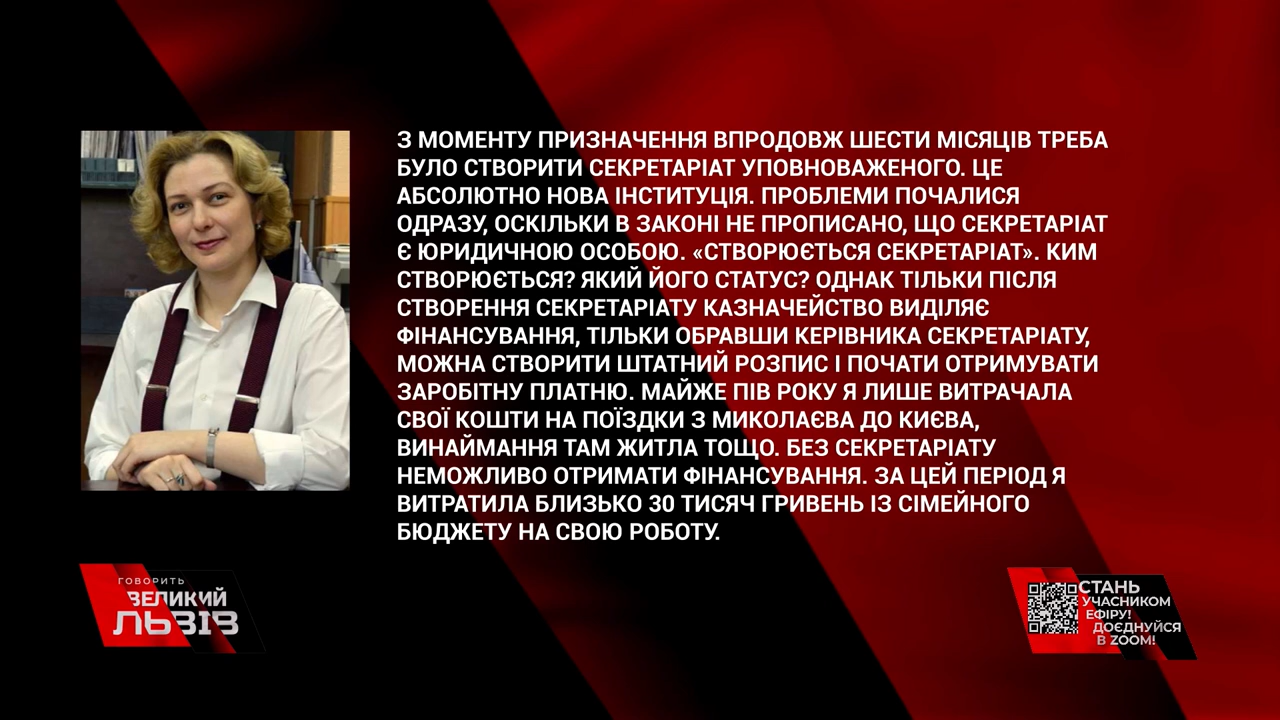 З МОМЕНТУ ПРИЗНАЧЕННЯ ВПРОДОВЖ ШЕСТИ МІСЯЦІВ ТРЕБА
БУЛО СТВОРИТИ СЕКРЕТАРІАТ УПОВНОВАЖЕНОГО. ЦЕ
АБСОЛЮТНО НОВА ІНСТИТУЦІЯ. ПРОБЛЕМИ ПОЧАЛИСЯ
ОДРАЗУ, ОСКІЛЬКИ В ЗАКОНІ НЕ ПРОПИСАНО, ЩО СЕКРЕТАРІАТ
Є ЮРИДИЧНОЮ ОСОБОЮ. «СТВОРЮЄТЬСЯ СЕКРЕТАРІАТ». КИМ
СТВОРЮЄТЬСЯ? ЯКИЙ ЙОГО СТАТУС? ОДНАК ТІЛЬКИ ПІСЛЯ
СТВОРЕННЯ СЕКРЕТАРІАТУ КАЗНАЧЕЙСТВО ВИДІЛЯЄ
ФІНАНСУВАННЯ, ТІЛЬКИ ОБРАВШИ КЕРІВНИКА СЕКРЕТАРІАТУ,
МОЖНА СТВОРИТИ ШТАТНИЙ РОЗПИС І ПОЧАТИ ОТРИМУВАТИ
ЗАРОБІТНУ ПЛАТНЮ. МАЙЖЕ ПІВ РОКУ Я ЛИШЕ ВИТРАЧАЛА
СВОЇ КОШТИ НА ПОЇЗДКИ З МИКОЛАЄВА ДО КИЄВА,
ВИНАЙМАННЯ ТАМ ЖИТЛА ТОЩО. БЕЗ СЕКРЕТАРІАТУ
НЕМОЖЛИВО ОТРИМАТИ ФІНАНСУВАННЯ. ЗА ЦЕЙ ПЕРІОД Я
ВИТРАТИЛА БЛИЗЬКО 30 ТИСЯЧ ГРИВЕНЬ ІЗ СІМЕЙНОГО
БЮДЖЕТУ НА СВОЮ РОБОТУ.
ГОВОРИТЬ
ВЕЛИКИЙ
ЛЬВІВ
СТАНЬ
УЧАСНИКОМ
ЕФІРУ!
ДОЄДНУЙСЯ
В ZOOM!